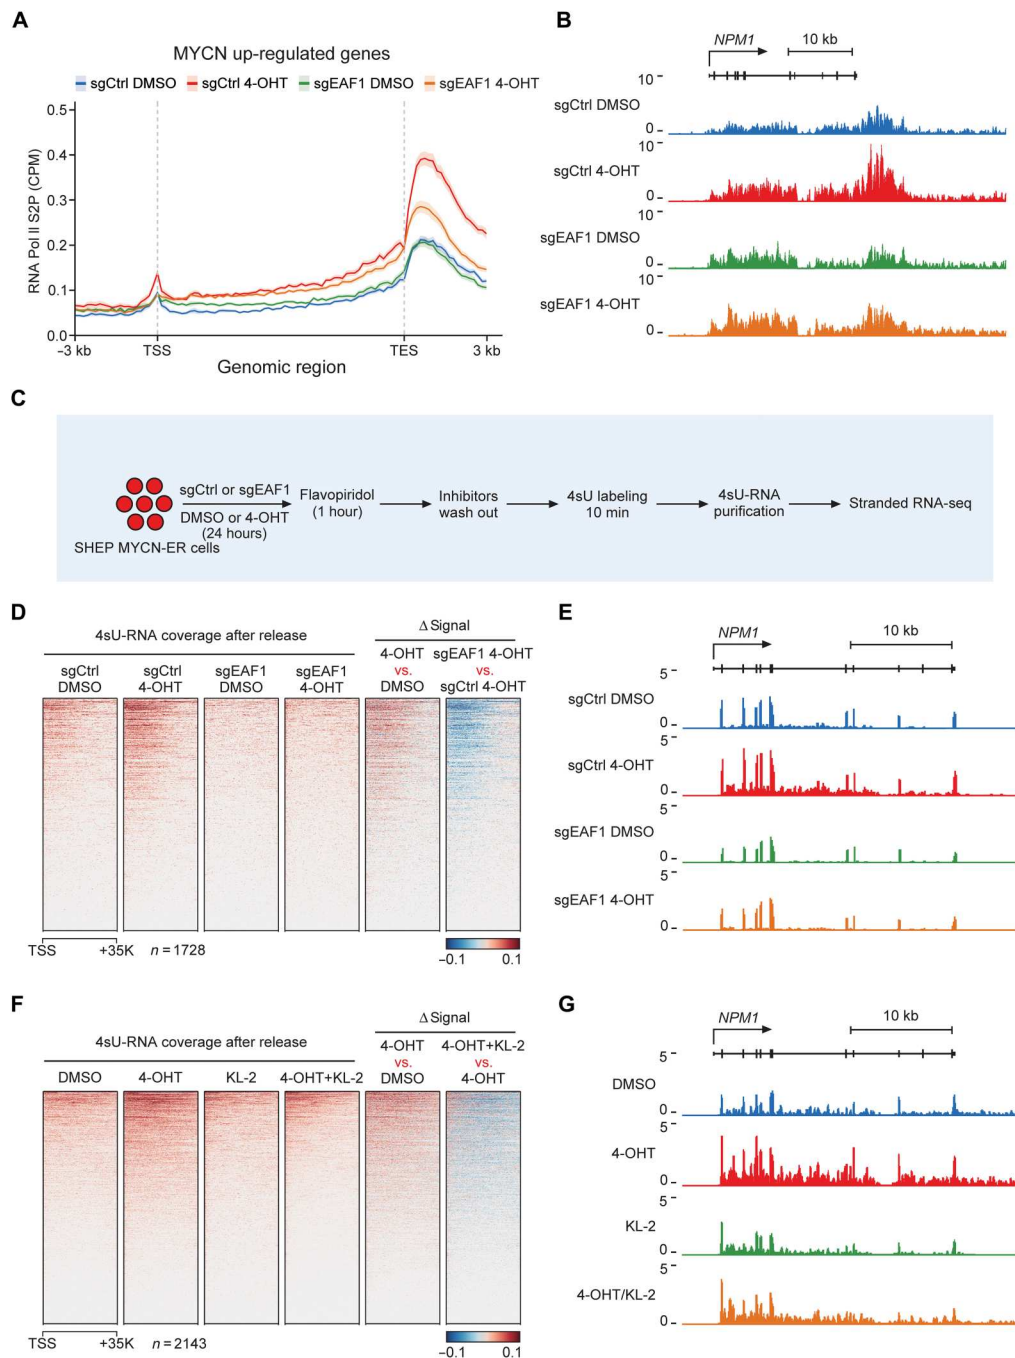 A
MYCN up-regulated genes
sgCtrl DMSO sgCtrl 4-OHT sgEAF1 DMSO sgEAF1 4-OHT
RNA Pol II S2P (CPM)
0.5
0.4
0.3
0.2
0.1
0.0
−3 kb TSS TES 3 kb
Genomic region
B
NPM1 10 kb
10
sgCtrl DMSO
0
10
sgCtrl 4-OHT
0
10
sgEAF1 DMSO
0
10
sgEAF1 4-OHT
0
C
sgCtrl or sgEAF1
DMSO or 4-OHT
(24 hours)
SHEP MYCN-ER cells
Flavopiridol
(1 hour)
Inhibitors
wash out
4sU labeling
10 min
4sU-RNA
purification
Stranded RNA-seq
D
4sU-RNA coverage after release
Δ Signal
sgCtrl
DMSO
sgCtrl
4-OHT
sgEAF1
DMSO
sgEAF1
4-OHT
4-OHT
vs.
DMSO
sgEAF1 4-OHT
vs.
sgCtrl 4-OHT
TSS +35K n = 1728
−0.1 0.1
E
NPM1 10 kb
5
sgCtrl DMSO
0
5
sgCtrl 4-OHT
0
5
sgEAF1 DMSO
0
5
sgEAF1 4-OHT
0
F
4sU-RNA coverage after release
Δ Signal
DMSO
4-OHT
KL-2
4-OHT+KL-2
4-OHT
vs.
DMSO
4-OHT+KL-2
vs.
4-OHT
TSS +35K n = 2143
−0.1 0.1
G
NPM1 10 kb
5
DMSO
0
5
4-OHT
0
5
KL-2
0
5
4-OHT/KL-2
0